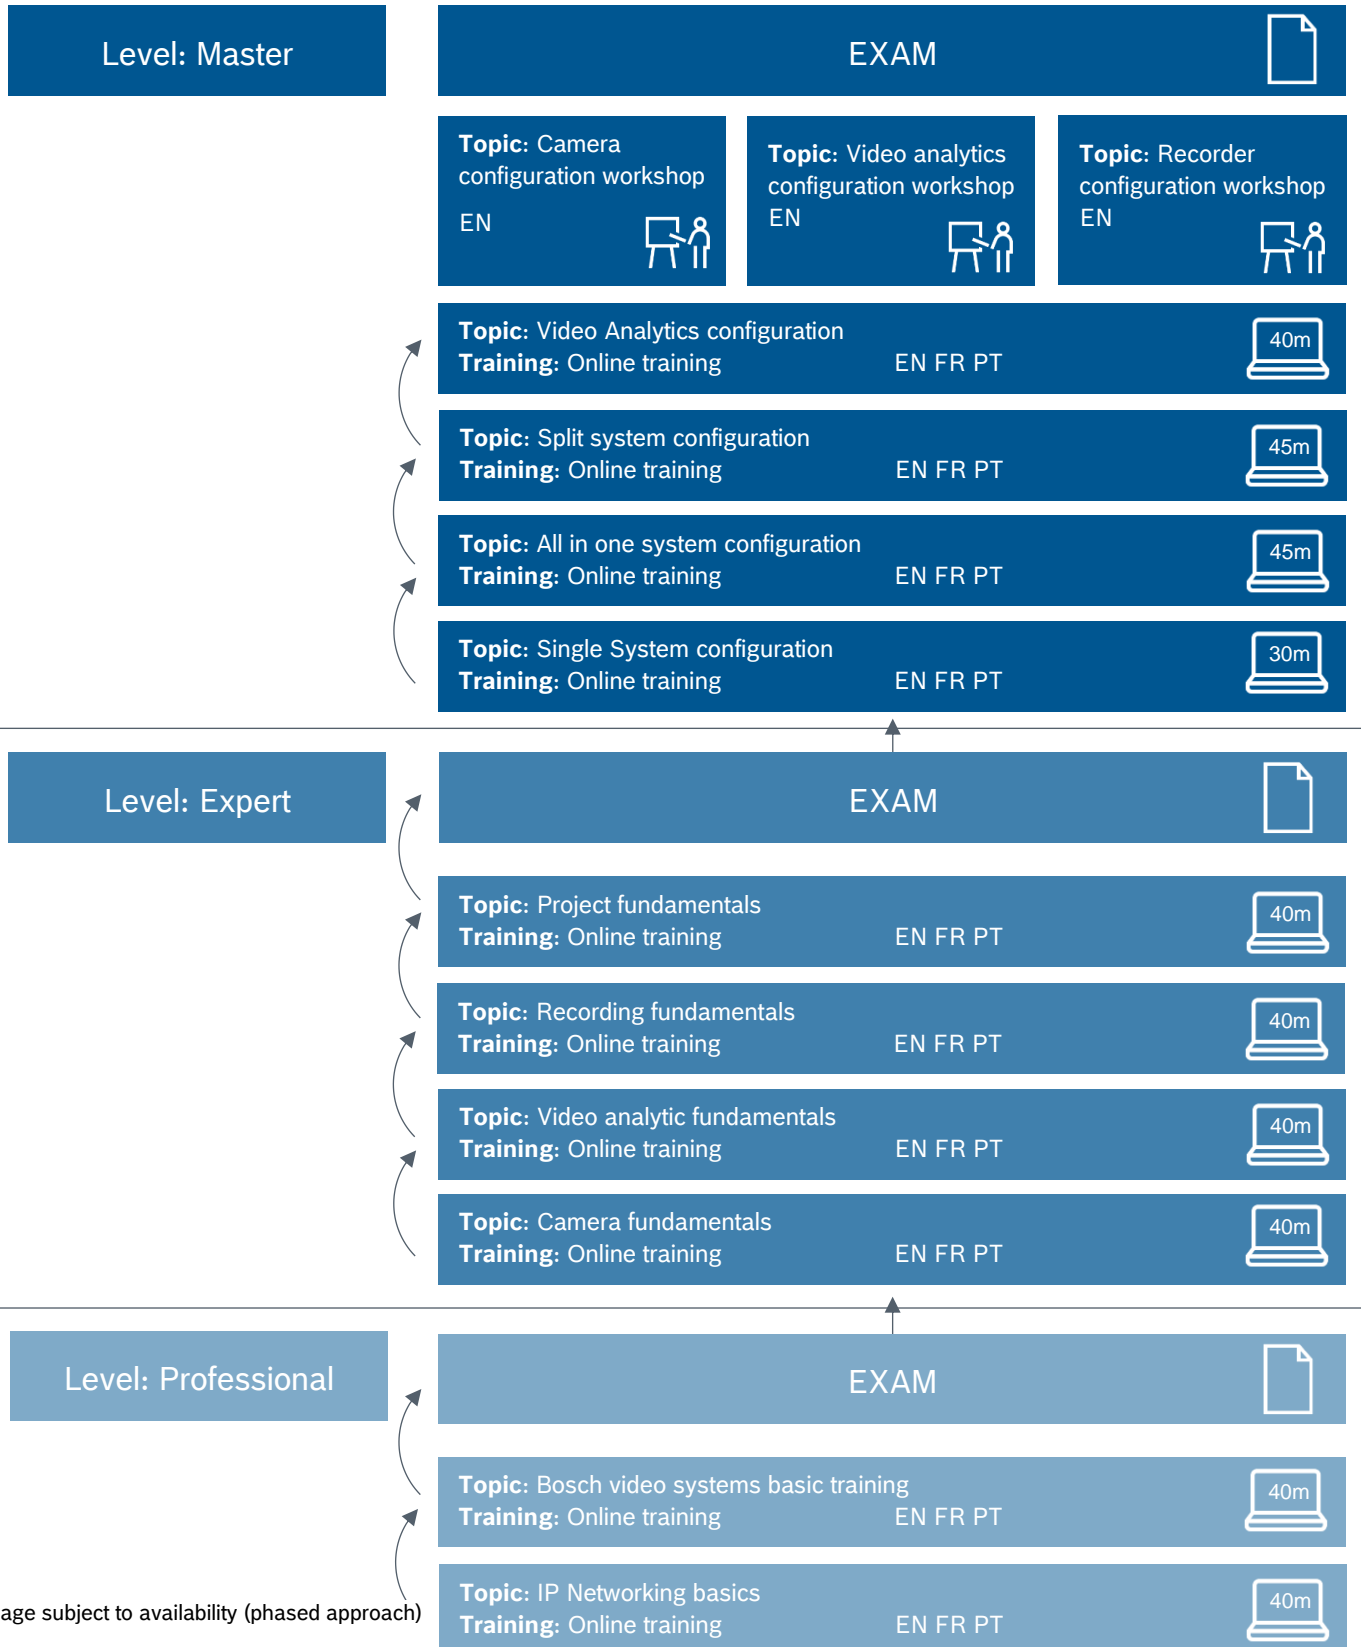 Level: Master
EXAM
Topic: Camera
configuration workshop
EN
Topic: Video analytics
configuration workshop
EN
Topic: Recorder
configuration workshop
EN
Topic: Video Analytics configuration
Training: Online training EN FR PT
40m
Topic: Split system configuration
Training: Online training EN FR PT
45m
Topic: All in one system configuration
Training: Online training EN FR PT
45m
Topic: Single System configuration
Training: Online training EN FR PT
30m
Level: Expert
EXAM
Topic: Project fundamentals
Training: Online training EN FR PT
40m
Topic: Recording fundamentals
Training: Online training EN FR PT
40m
Topic: Video analytic fundamentals
Training: Online training EN FR PT
40m
Topic: Camera fundamentals
Training: Online training EN FR PT
40m
Level: Professional
EXAM
Topic: Bosch video systems basic training
Training: Online training EN FR PT
40m
Topic: IP Networking basics
Training: Online training EN FR PT
40m
age subject to availability (phased approach)